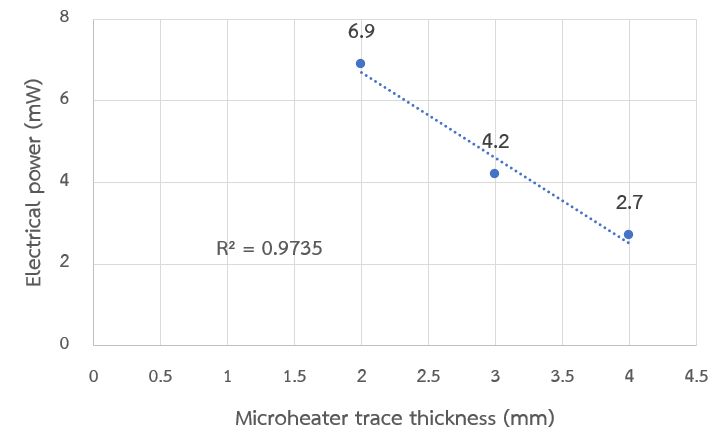 8
6.9
6
4.2
4
2.7
R² = 0.9735
2
0
0 0.5 1 1.5 2 2.5 3 3.5 4 4.5
Electrical power (mW)
Microheater trace thickness (mm)